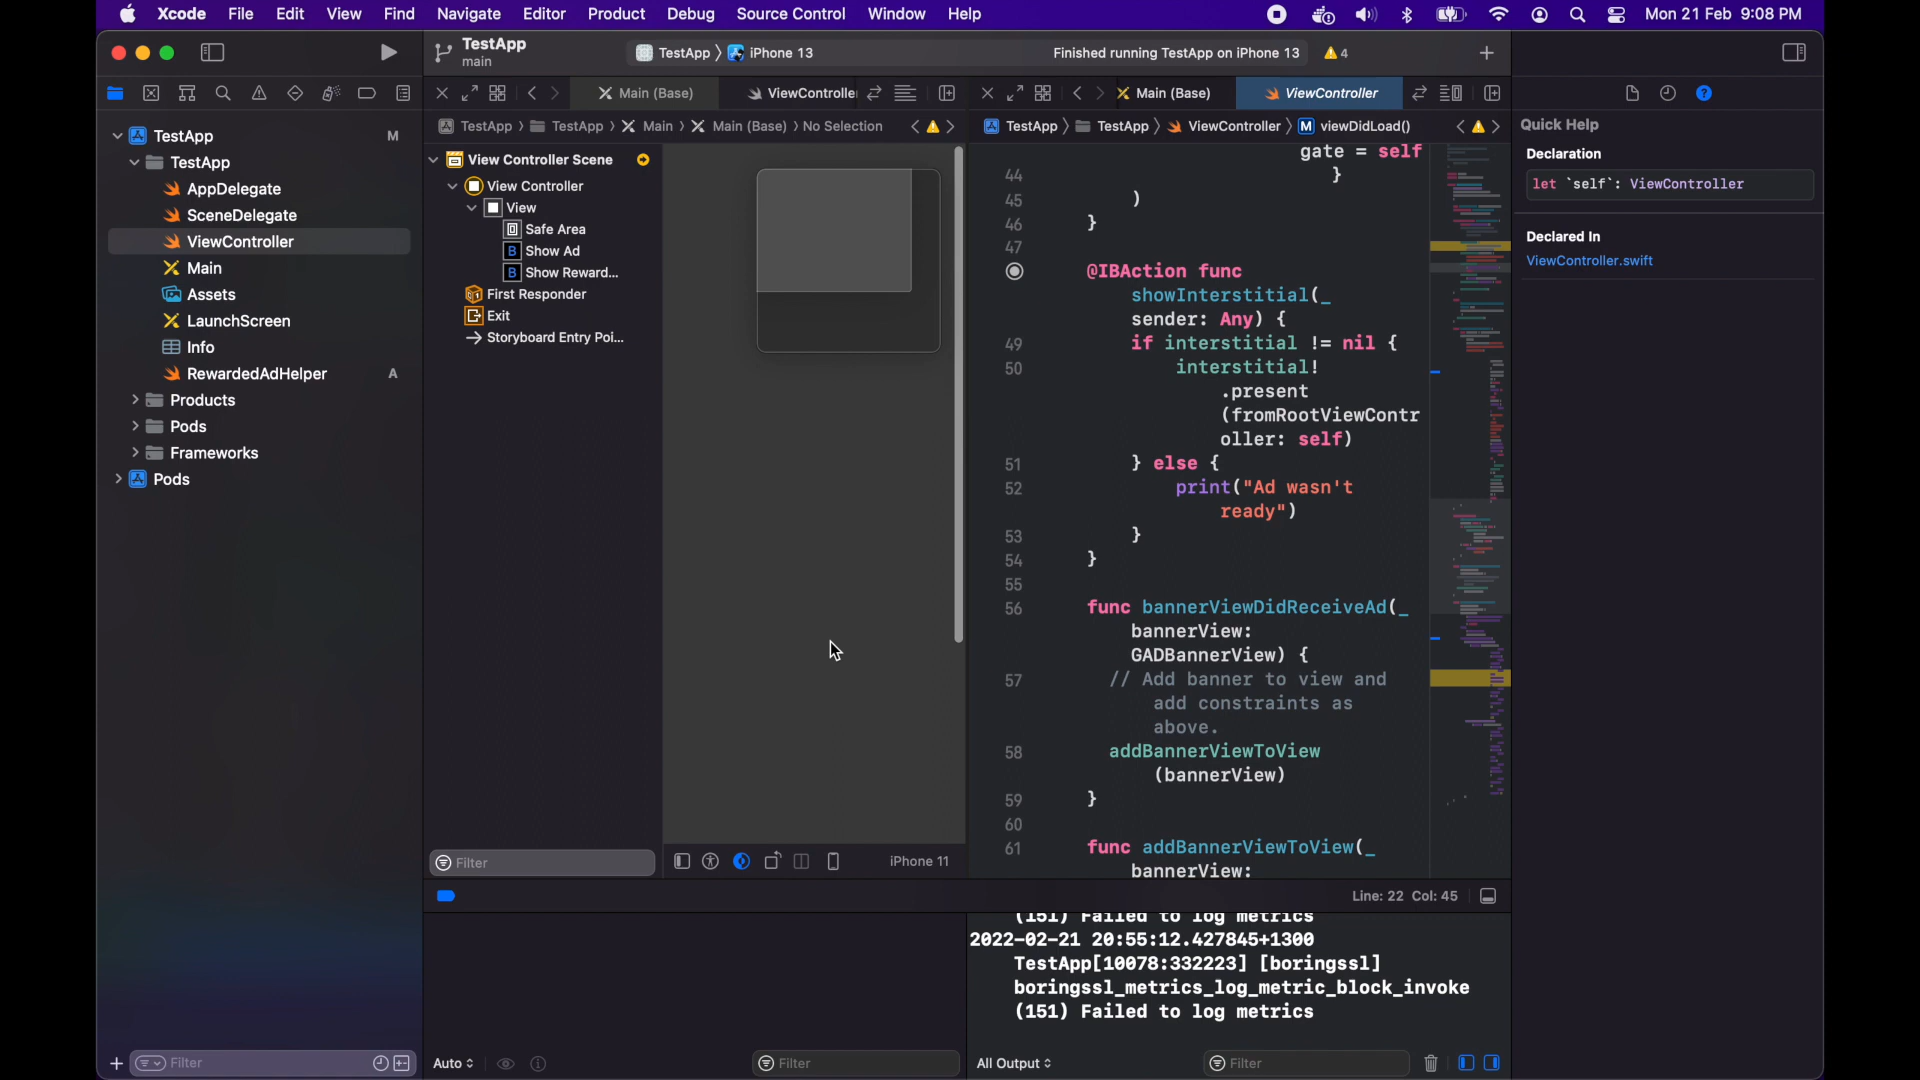 Xcode File Edit View Find Navigate Editor Product Debug Source Control Window Help
Mon 21 Feb 9:08 PM
TestApp
main
TestApp 〉 iPhone 13
Finished running TestApp on iPhone 13
4
Main (Base)
ViewController
Main (Base)
ViewController
TestApp 〉 TestApp 〉 Main 〉 Main (Base) 〉 No Selection
TestApp 〉 TestApp 〉 ViewController 〉 M viewDidLoad()
TestApp M
TestApp
AppDelegate
SceneDelegate
ViewController
Main
Assets
LaunchScreen
Info
RewardedAdHelper A
Products
Pods
Frameworks
Pods
Filter
View Controller Scene
View Controller
View
Safe Area
B Show Ad
B Show Reward...
First Responder
Exit
Storyboard Entry Poi...
Filter
iPhone 11
gate = self
44 }
45 )
46 }
47
@IBAction func
showInterstitial(_
sender: Any) {
49 if interstitial != nil {
50 interstitial!
.present
(fromRootViewContr
oller: self)
51 } else {
52 print("Ad wasn't
ready")
53 }
54 }
55
56 func bannerViewDidReceiveAd(_
bannerView:
GADBannerView) {
57 // Add banner to view and
add constraints as
above.
58 addBannerViewToView
(bannerView)
59 }
60
61 func addBannerViewToView(_
bannerView:
Line: 22 Col: 45
(151) Failed to log metrics
2022-02-21 20:55:12.427845+1300
TestApp[10078:332223] [boringssl]
boringssl_metrics_log_metric_block_invoke
(151) Failed to log metrics
Auto
Filter
All Output
Filter
Quick Help
Declaration
let `self`: ViewController
Declared In
ViewController.swift